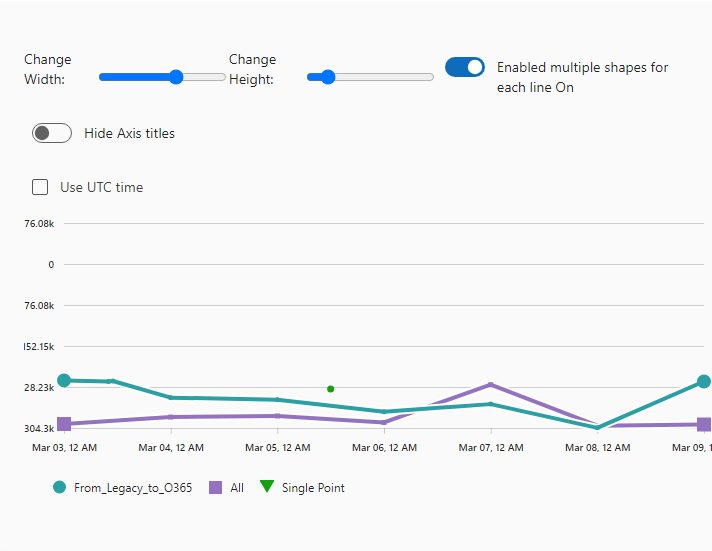 Change
Width:
Change
Height:
Enabled multiple shapes for
each line On
Hide Axis titles
Use UTC time
76.08k
0
76.08k
152.15k
28.23k
304.3k
Mar 03, 12 AM
Mar 04, 12 AM
Mar 05, 12 AM
Mar 06, 12 AM
Mar 07, 12 AM
Mar 08, 12 AM
Mar 09, 1
From_Legacy_to_O365
All
Single Point